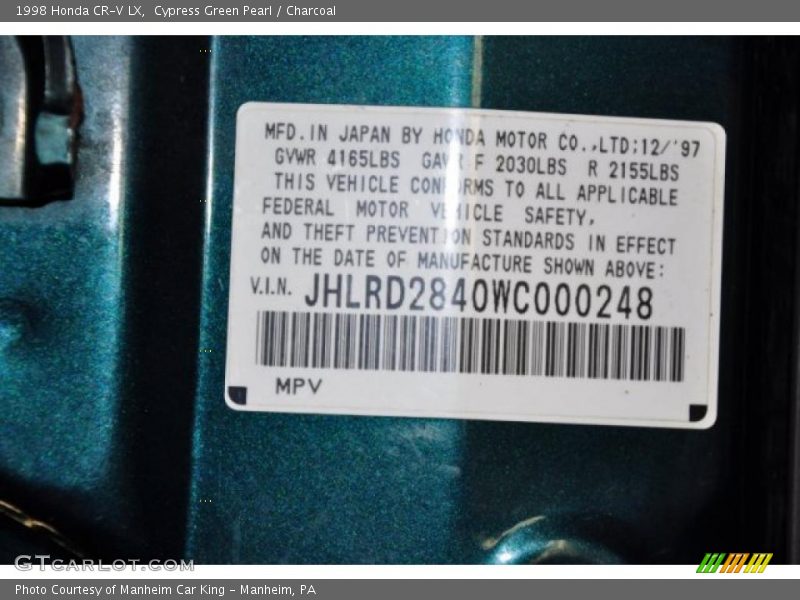 1998 Honda CR-V LX, Cypress Green Pearl / Charcoal
MFD. IN JAPAN BY HONDA MOTOR CO.,LTD;12/'97
GVWR 4165LBS GAWR F 2030LBS R 2155LBS
THIS VEHICLE CONFORMS TO ALL APPLICABLE
FEDERAL MOTOR VEHICLE SAFETY,
AND THEFT PREVENTION STANDARDS IN EFFECT
ON THE DATE OF MANUFACTURE SHOWN ABOVE:
V.I.N. JHLRD2840WC000248
MPV
GTCARLOT.COM
Photo Courtesy of Manheim Car King - Manheim, PA